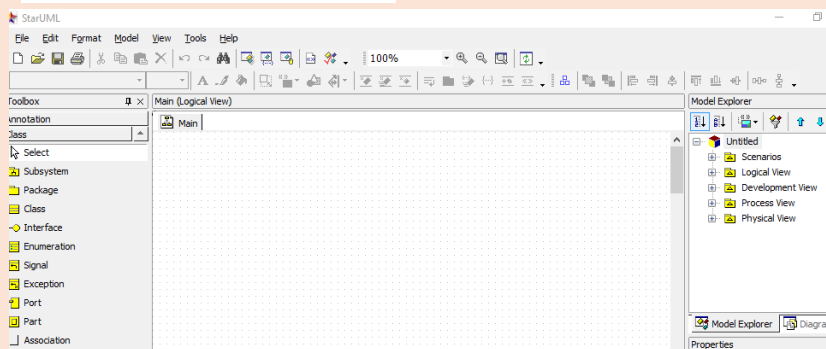 StarUML
File Edit Format Model View Tools Help
100%
Toolbox
Main (Logical View)
Model Explorer
Annotation
Class
Main
Select
Subsystem
Package
Class
Interface
Enumeration
Signal
Exception
Port
Part
Association
Untitled
Scenarios
Logical View
Development View
Process View
Physical View
Model Explorer
Diagra
Properties